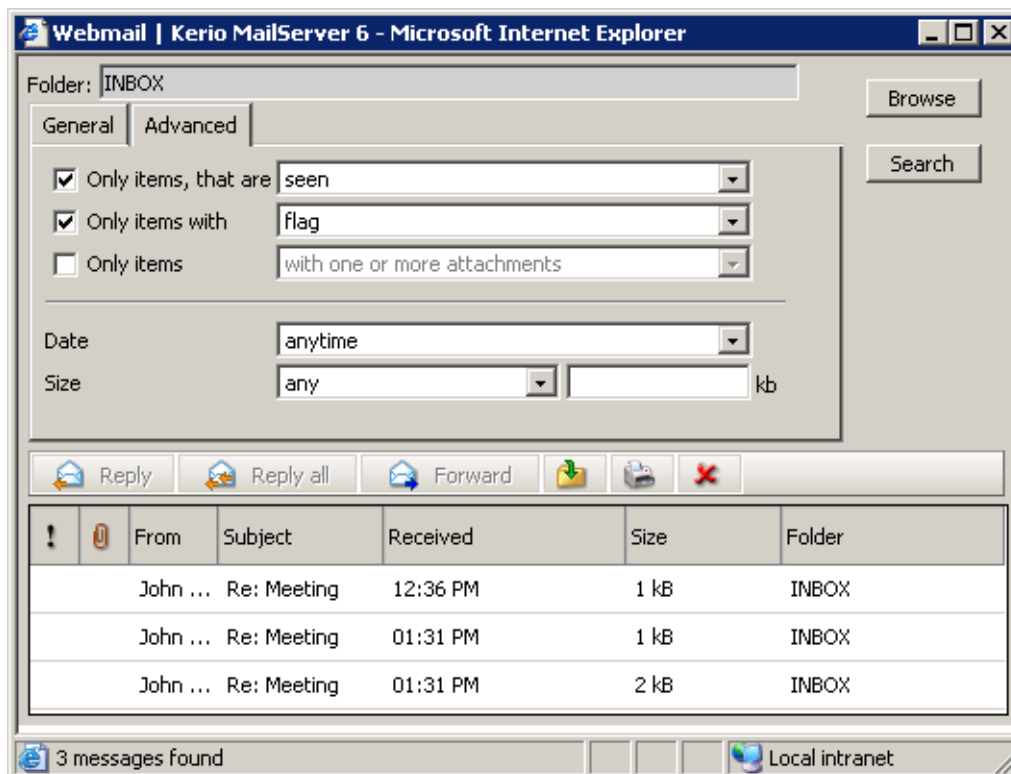 Webmail | Kerio MailServer 6 - Microsoft Internet Explorer
Folder: INBOX
Browse
General Advanced
Search
Only items, that are seen
Only items with flag
Only items with one or more attachments
Date anytime
Size any kb
Reply Reply all Forward
! From Subject Received Size Folder
John ... Re: Meeting 12:36 PM 1 kB INBOX
John ... Re: Meeting 01:31 PM 1 kB INBOX
John ... Re: Meeting 01:31 PM 2 kB INBOX
3 messages found Local intranet